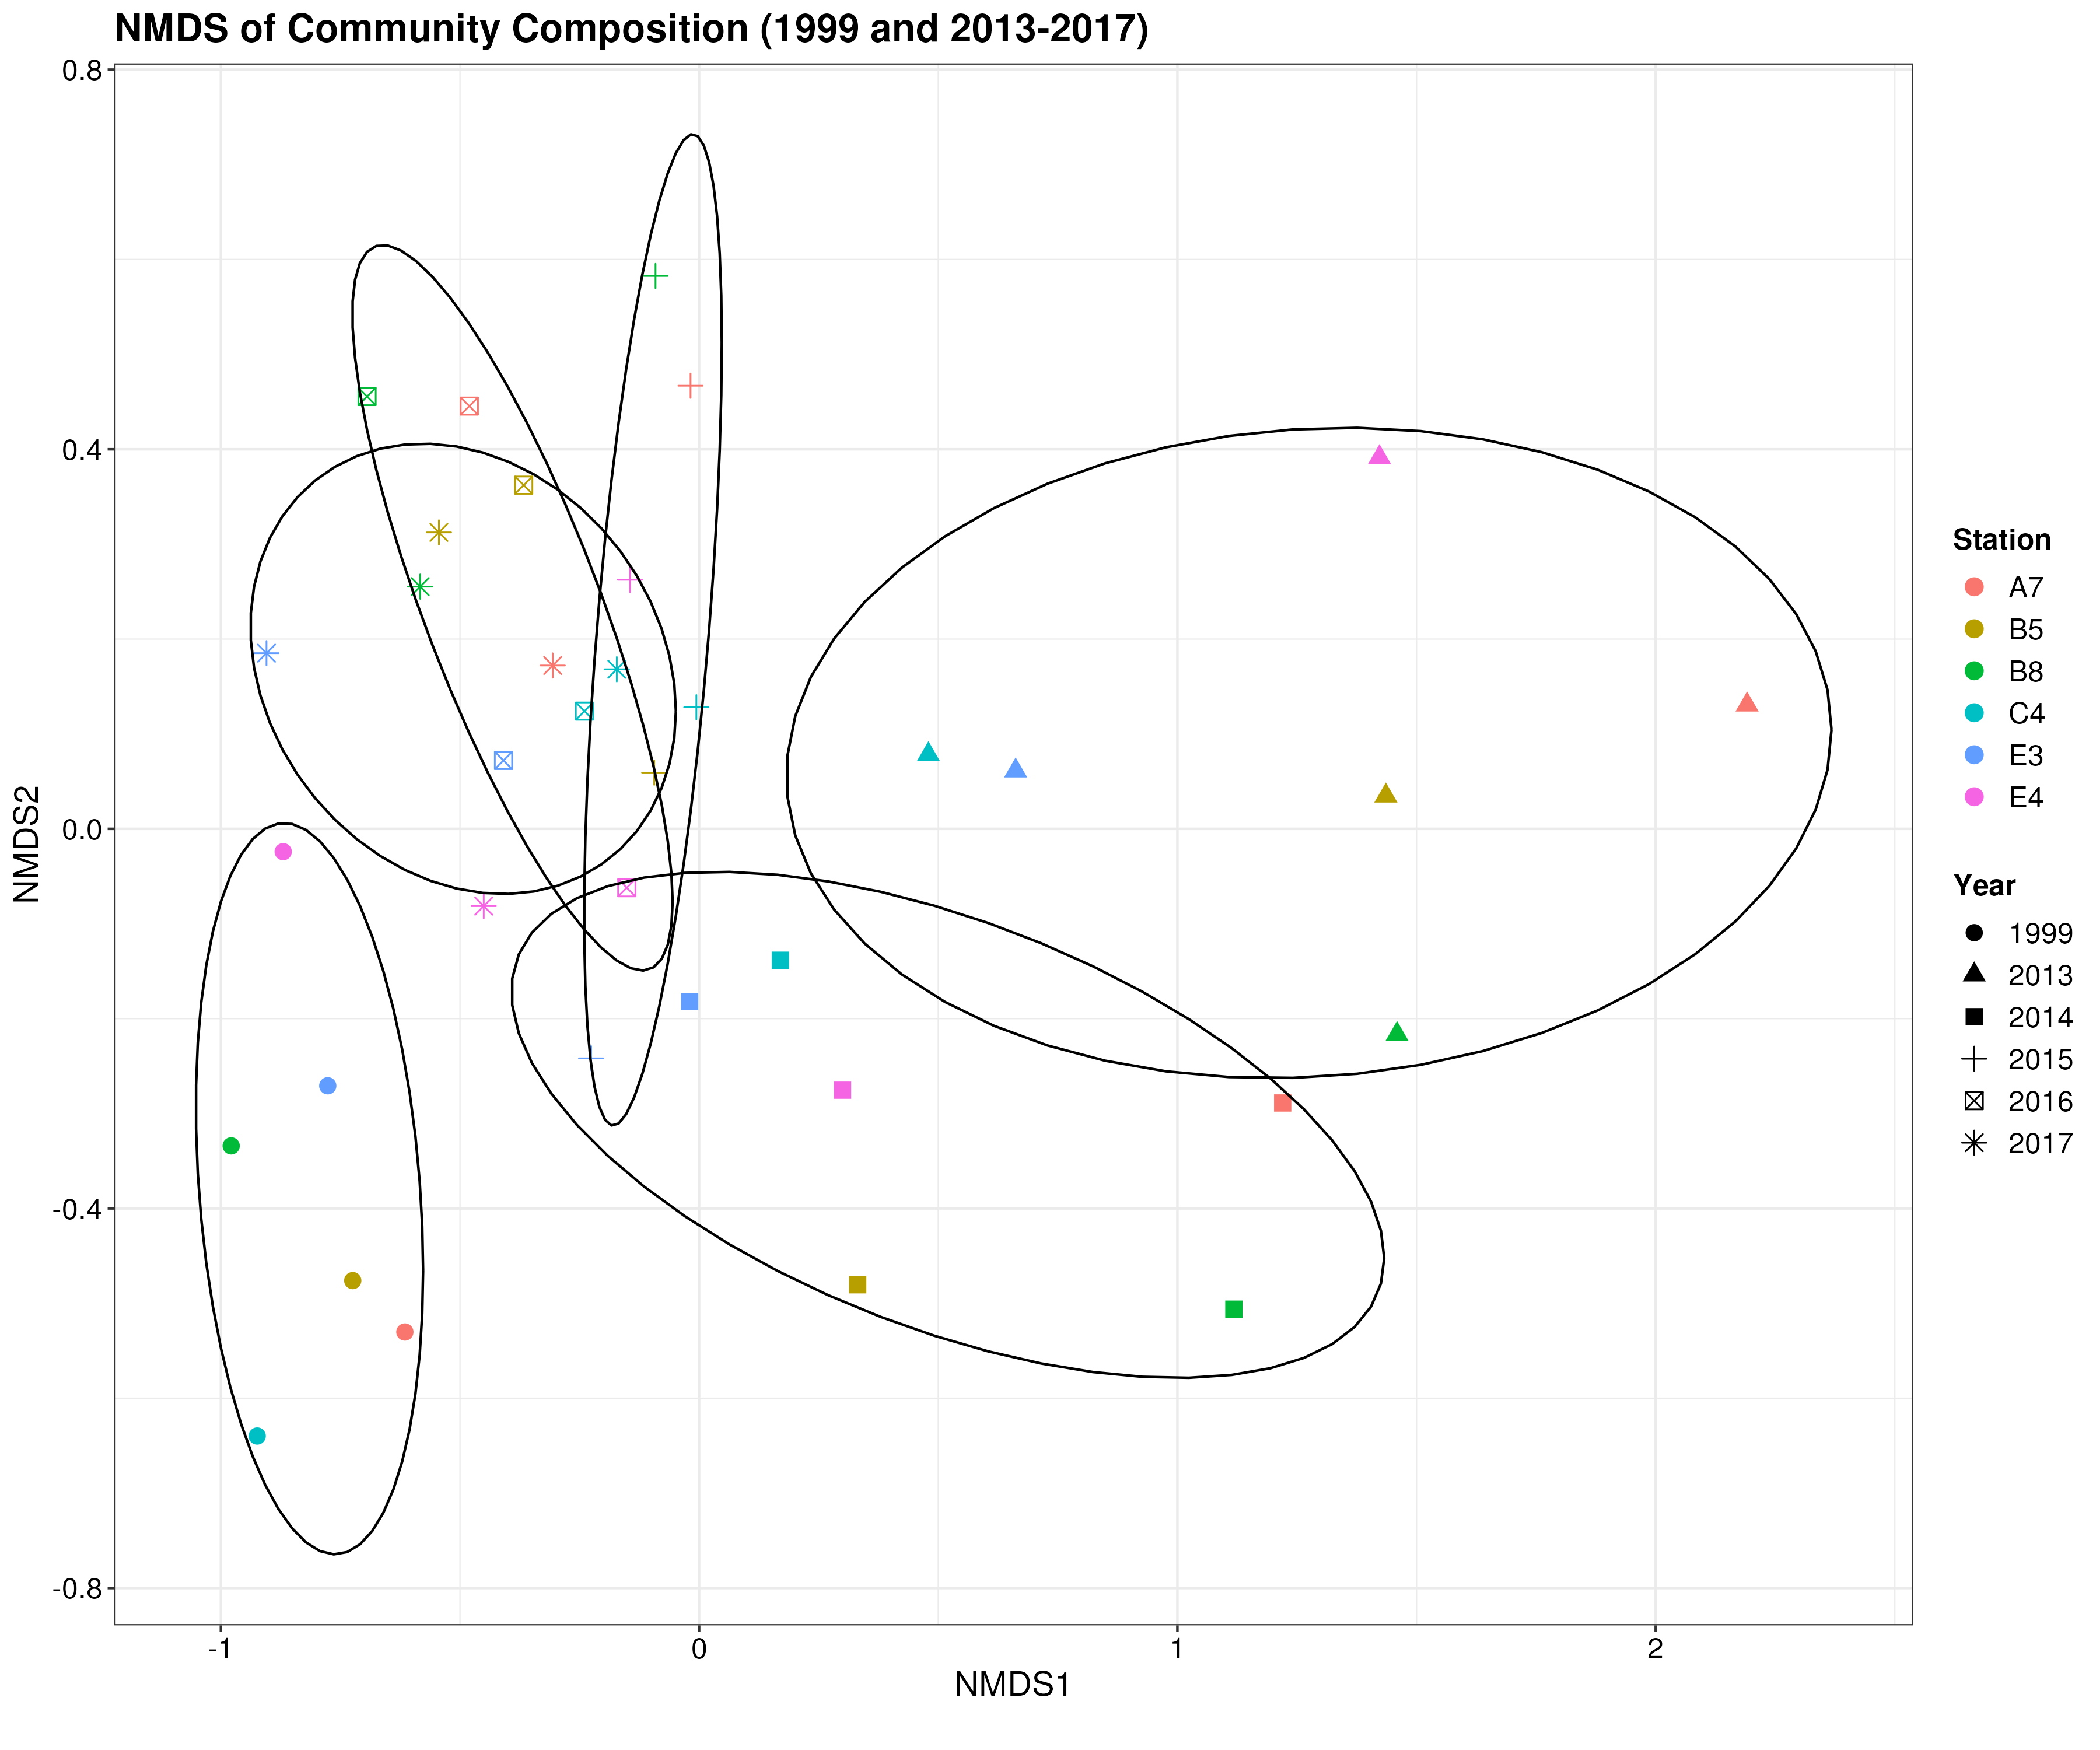 NMDS of Community Composition (1999 and 2013-2017)
0.8
0.4
0.0
-0.4
-0.8
NMDS2
-1 0 1 2
NMDS1
Station
A7
B5
B8
C4
E3
E4
Year
1999
2013
2014
2015
2016
2017